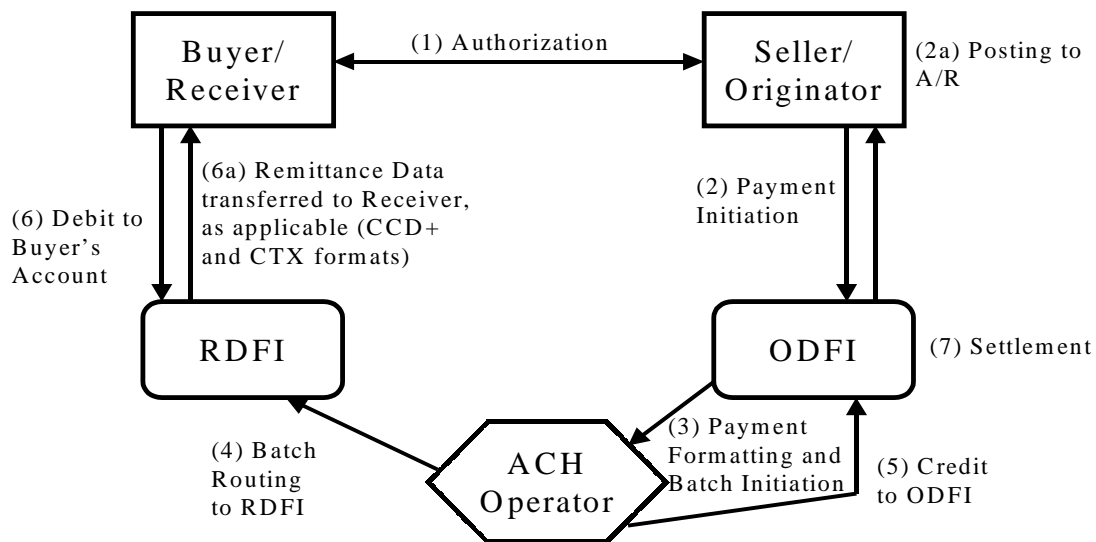 Buyer/
Receiver
(1) Authorization
Seller/
Originator
(2a) Posting to
A/R
(6) Debit to
Buyer’s
Account
(6a) Remittance Data
transferred to Receiver,
as applicable (CCD+
and CTX formats)
(2) Payment
Initiation
RDFI
ODFI
(7) Settlement
(4) Batch
Routing
to RDFI
ACH
Operator
(3) Payment
Formatting and
Batch Initiation
(5) Credit
to ODFI